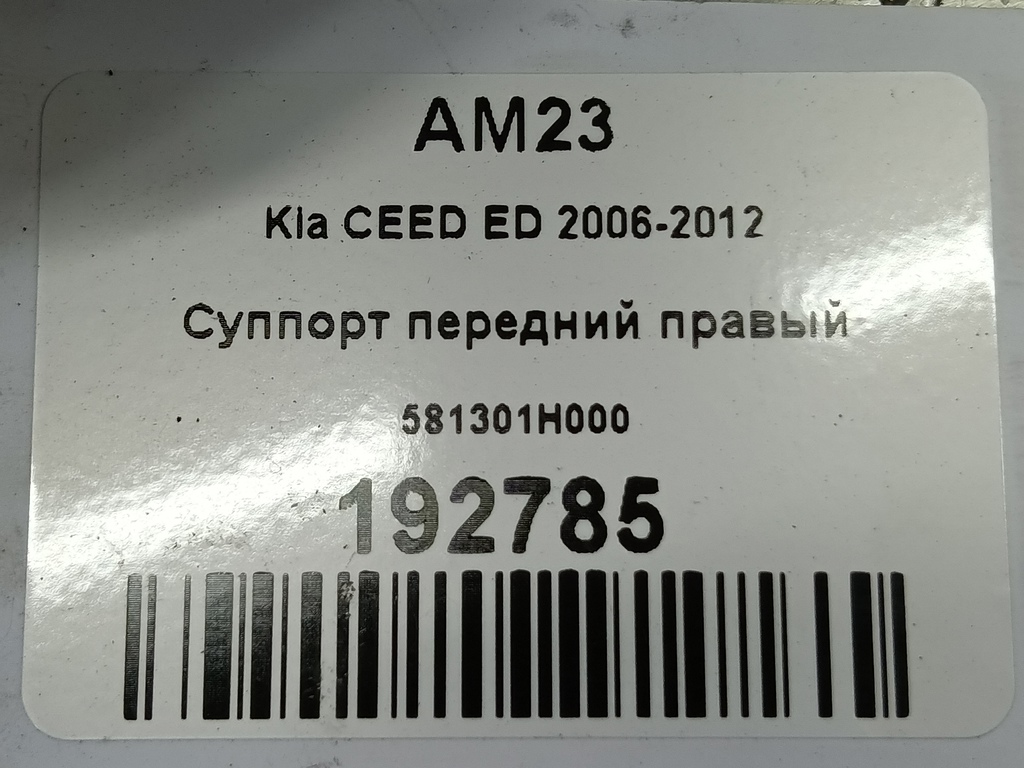 AM23
Kia CEED ED 2006-2012
Суппорт передний правый
581301H000
192785